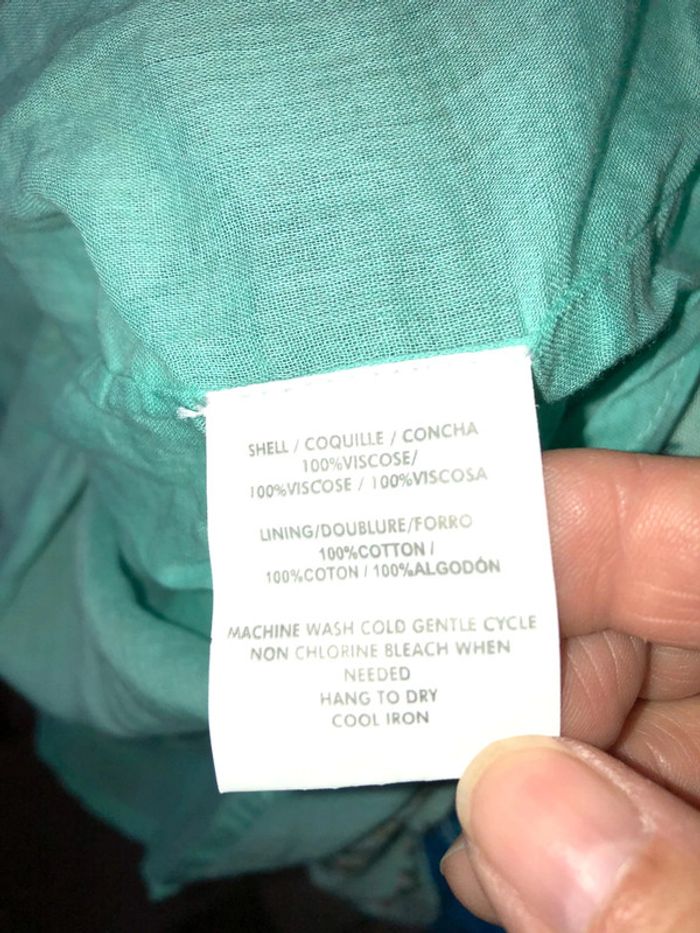 SHELL / COQUILLE / CONCHA
100%VISCOSE/
100%VISCOSE / 100%VISCOSA
LINING/DOUBLURE/FORRO
100%COTTON /
100%COTON / 100%ALGODÓN
MACHINE WASH COLD GENTLE CYCLE
NON CHLORINE BLEACH WHEN
NEEDED
HANG TO DRY
COOL IRON